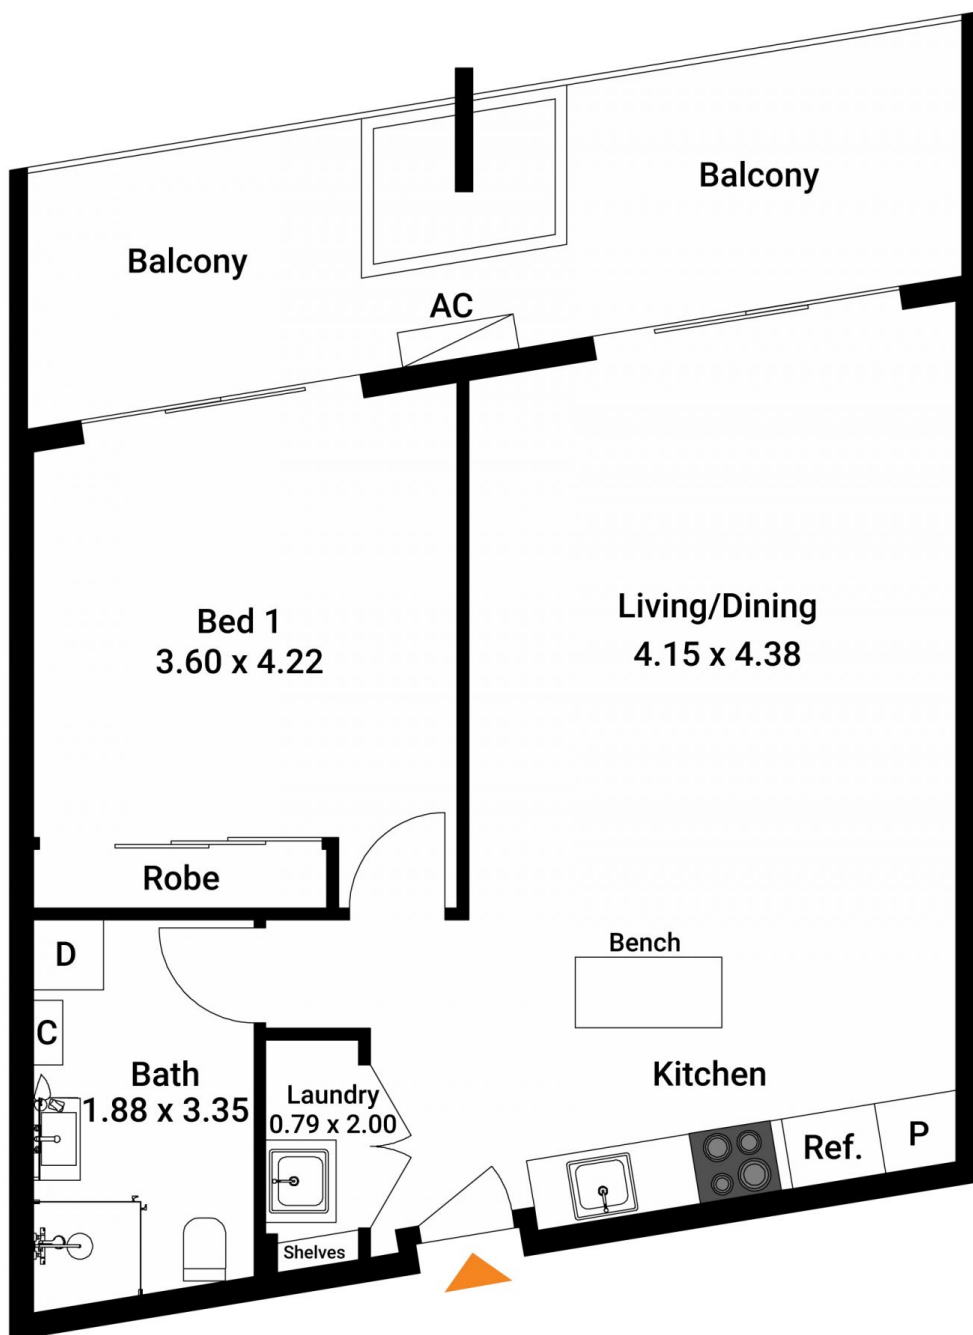 Balcony
Balcony
AC
Bed 1
3.60 x 4.22
Living/Dining
4.15 x 4.38
Robe
D
Bench
C
Bath
1.88 x 3.35
Laundry
0.79 x 2.00
Kitchen
Ref.
P
Shelves